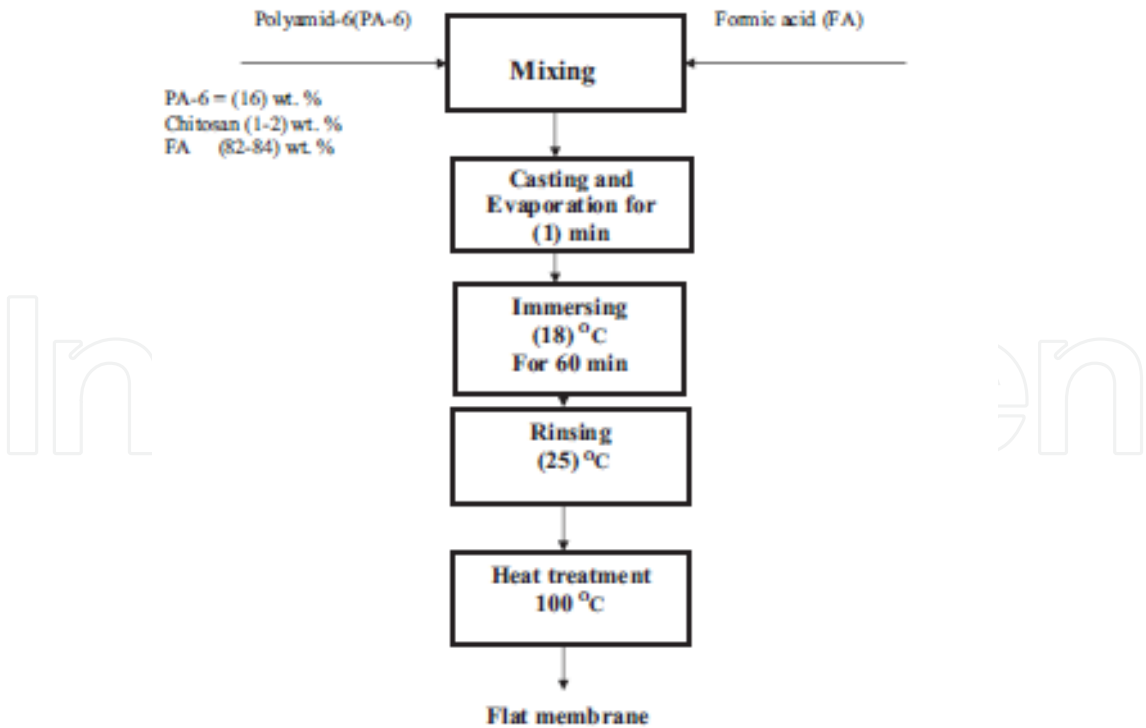 Polyamid-6(PA-6)
Formic acid (FA)
Mixing
PA-6 = (16) wt. %
Chitosan (1-2) wt. %
FA (82-84) wt. %
Casting and
Evaporation for
(1) min
Immersing
(18) °C
For 60 min
Rinsing
(25) °C
Heat treatment
100 °C
Flat membrane
In
en